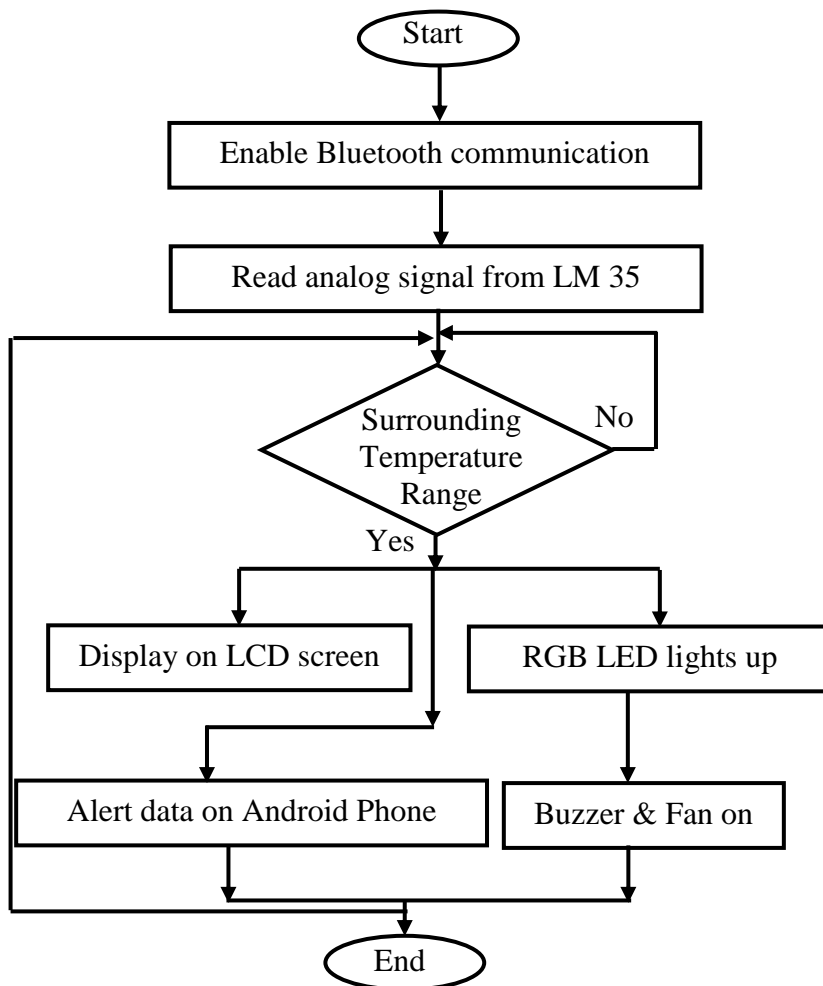 Start
Enable Bluetooth communication
Read analog signal from LM 35
Surrounding
Temperature
Range
No
Yes
Display on LCD screen
RGB LED lights up
Alert data on Android Phone
Buzzer & Fan on
End